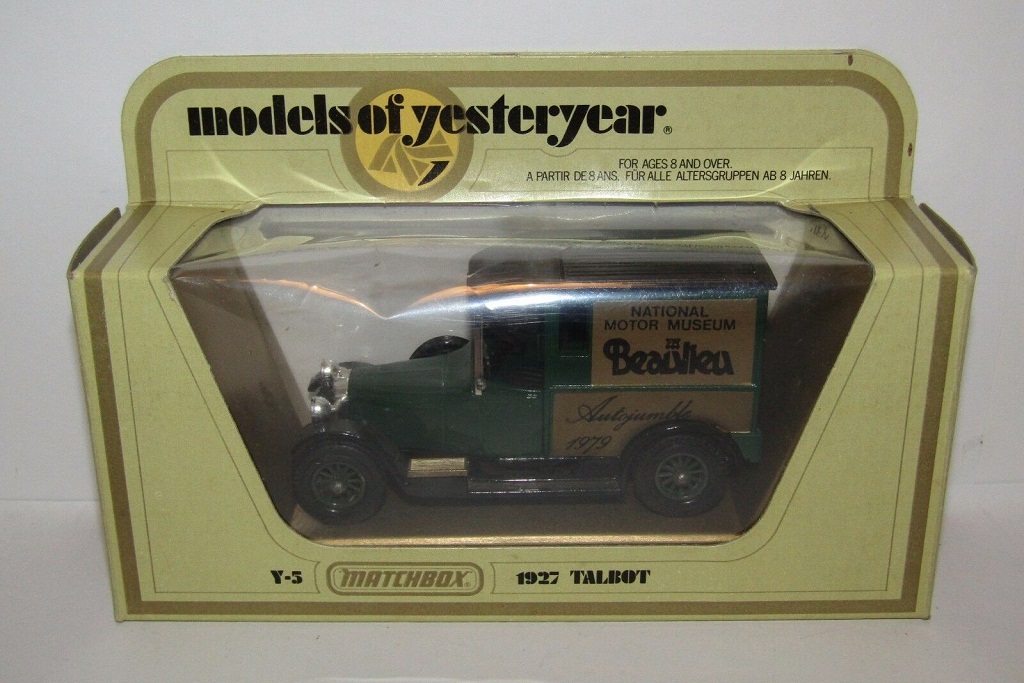 models of yesteryear®
FOR AGES 8 AND OVER.
A PARTIR DE 8 ANS. FÜR ALLE ALTERSGRUPPEN AB 8 JAHREN.
NATIONAL
MOTOR MUSEUM
Beaulieu
Autojumble
1979
Y-5 MATCHBOX® 1927 TALBOT